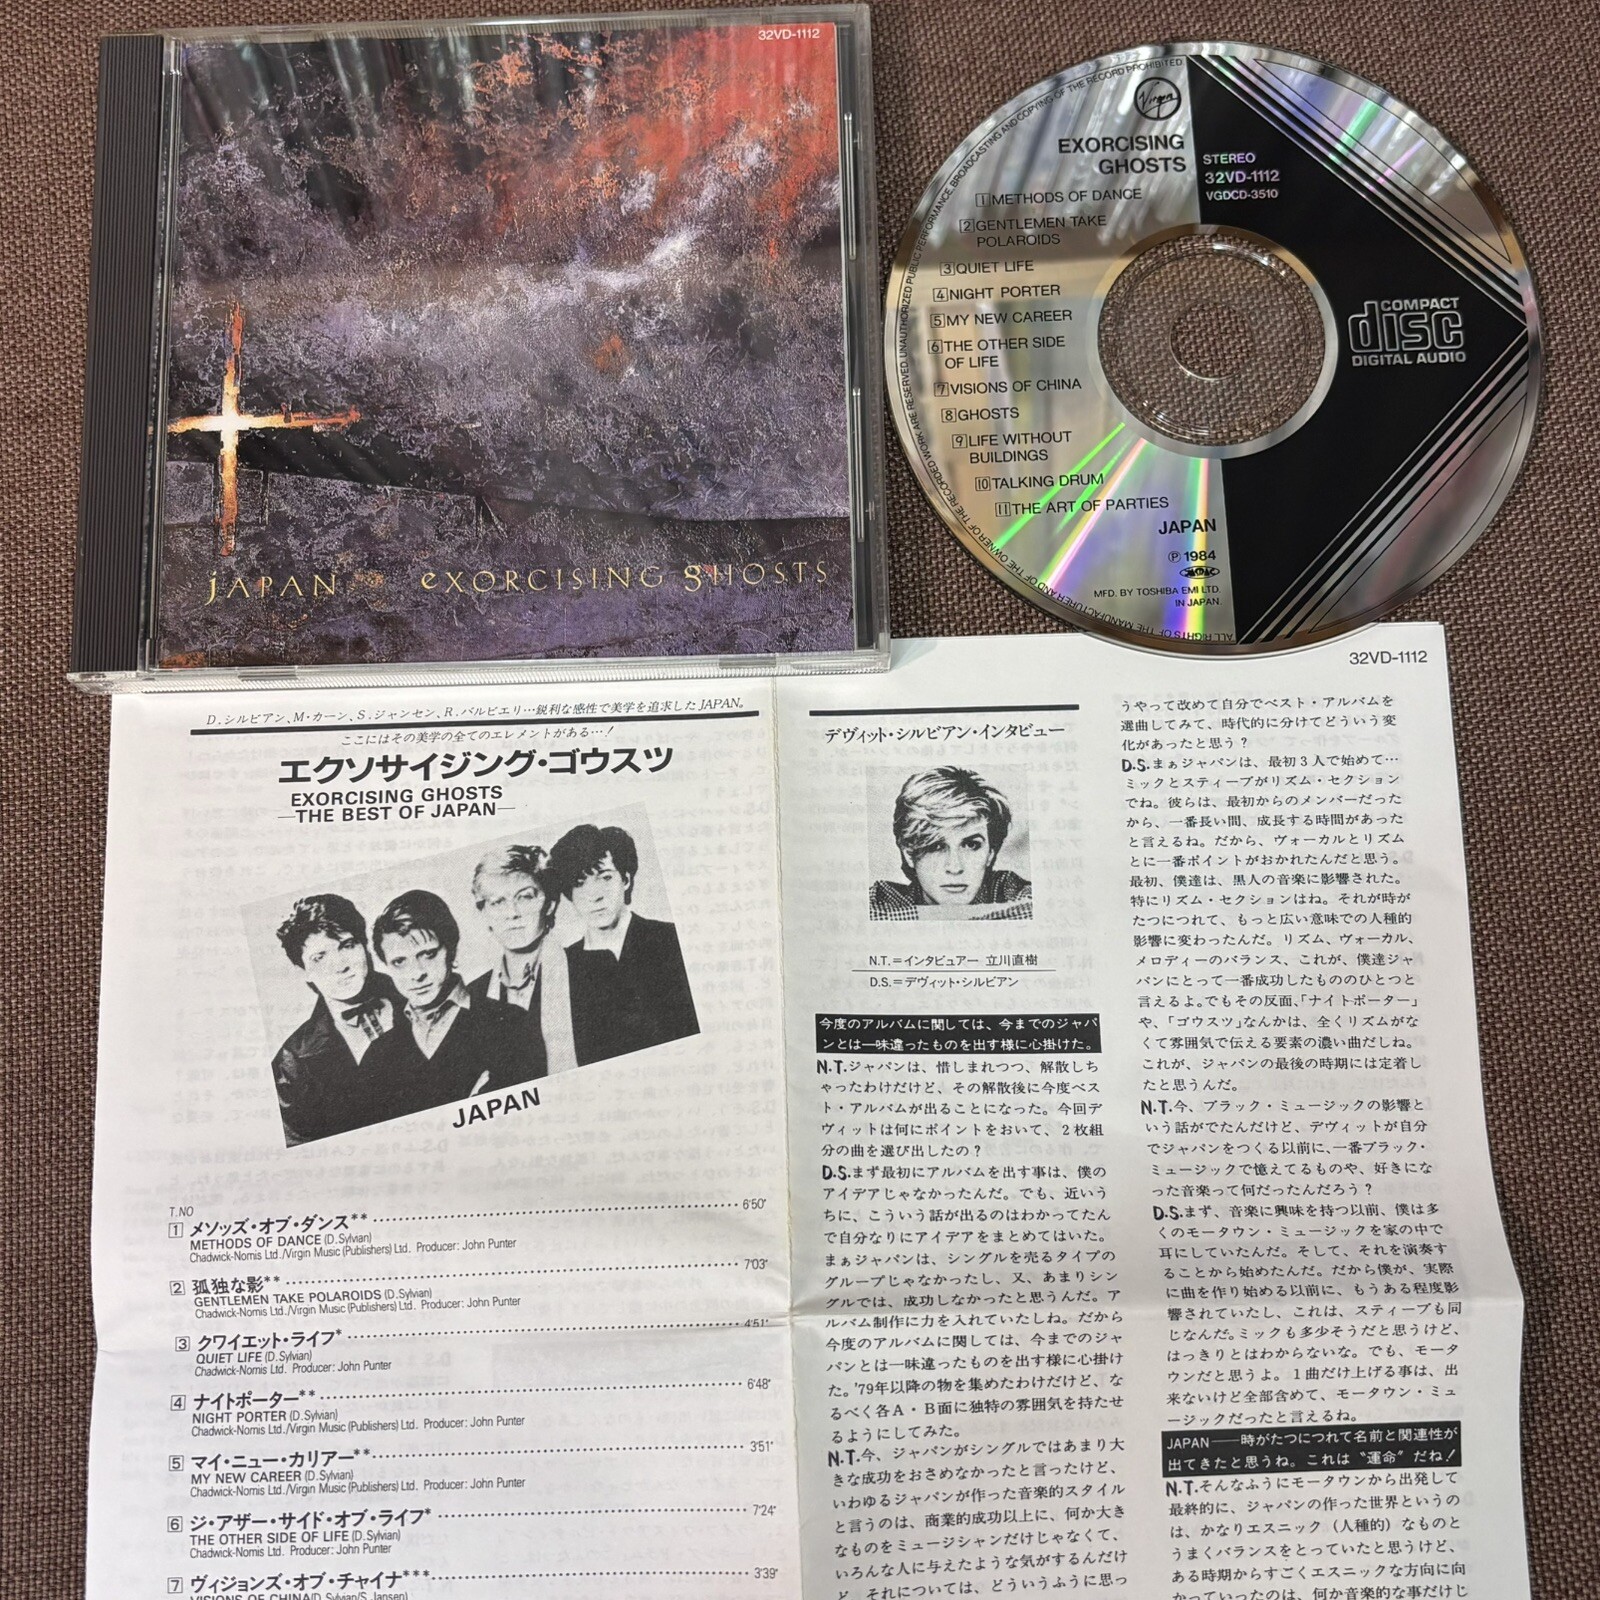 32VD-1112
JAPAN EXORCISING GHOSTS
ALL RIGHTS OF THE MANUFACTURER AND OF THE OWNER OF THE RECORDED WORK ARE RESERVED. UNAUTHORIZED PUBLIC PERFORMANCE, BROADCASTING AND COPYING OF THE RECORD PROHIBITED
Virgin
EXORCISING
GHOSTS
STEREO
32VD-1112
VGDCD-3510
1 METHODS OF DANCE
2 GENTLEMEN TAKE
POLAROIDS
3 QUIET LIFE
4 NIGHT PORTER
5 MY NEW CAREER
6 THE OTHER SIDE
OF LIFE
7 VISIONS OF CHINA
8 GHOSTS
9 LIFE WITHOUT
BUILDINGS
10 TALKING DRUM
11 THE ART OF PARTIES
JAPAN
Ⓟ 1984
MFD. BY TOSHIBA EMI LTD.
IN JAPAN.
COMPACT
disc
DIGITAL AUDIO
D.シルビアン、M・カーン、S.ジャンセン、R.バルビエリ…鋭利な感性で美学を追求したJAPAN。
ここにはその美学の全てのエレメントがある…!
エクソサイジング・ゴウスツ
EXORCISING GHOSTS
—THE BEST OF JAPAN—
JAPAN
T.NO
1 メソッズ・オブ・ダンス** 6'50"
METHODS OF DANCE (D.Sylvian)
Chadwick-Nomis Ltd./Virgin Music (Publishers) Ltd. Producer: John Punter
2 孤独な影** 7'03"
GENTLEMEN TAKE POLAROIDS (D.Sylvian)
Chadwick-Nomis Ltd./Virgin Music (Publishers) Ltd. Producer: John Punter
3 クワイエット・ライフ* 4'51"
QUIET LIFE (D.Sylvian)
Chadwick-Nomis Ltd. Producer: John Punter
4 ナイトポーター** 6'48"
NIGHT PORTER (D.Sylvian)
Chadwick-Nomis Ltd./Virgin Music (Publishers) Ltd. Producer: John Punter
5 マイ・ニュー・カリアー** 3'51"
MY NEW CAREER (D.Sylvian)
Chadwick-Nomis Ltd./Virgin Music (Publishers) Ltd. Producer: John Punter
6 ジ・アザー・サイド・オブ・ライフ* 7'24"
THE OTHER SIDE OF LIFE (D.Sylvian)
Chadwick-Nomis Ltd. Producer: John Punter
7 ヴィジョンズ・オブ・チャイナ*** 3'39"
VISIONS OF CHINA (D.Sylvian/S.Jansen)
デヴィット・シルビアン・インタビュー
N.T.=インタビュアー 立川直樹
D.S.=デヴィット・シルビアン
今度のアルバムに関しては、今までのジャパ
ンとは一味違ったものを出す様に心掛けた。
N.T.ジャパンは、惜しまれつつ、解散しち
ゃったわけだけど、その解散後に今度ベス
ト・アルバムが出ることになった。今回デ
ヴィットは何にポイントをおいて、2枚組
分の曲を選び出したの?
D.S.まず最初にアルバムを出す事は、僕の
アイデアじゃなかったんだ。でも、近いう
ちに、こういう話が出るのはわかってたん
で自分なりにアイデアをまとめてはいた。
まぁジャパンは、シングルを売るタイプの
グループじゃなかったし、又、あまりシン
グルでは、成功しなかったと思うんだ。ア
ルバム制作に力を入れていたしね。だから
今度のアルバムに関しては、今までのジャ
パンとは一味違ったものを出す様に心掛け
た。'79年以降の物を集めたわけだけど、な
るべく各A・B面に独特の雰囲気を持たせ
るようにしてみた。
N.T.今、ジャパンがシングルではあまり大
きな成功をおさめなかったと言ったけど、
いわゆるジャパンが作った音楽的スタイル
と言うのは、商業的成功以上に、何か大き
なものをミュージシャンだけじゃなくて、
いろんな人に与えたような気がするんだけ
ど、それについては、どういうふうに思っ
32VD-1112
うやって改めて自分でベスト・アルバムを
選曲してみて、時代的に分けてどういう変
化があったと思う?
D.S.まぁジャパンは、最初3人で始めて…
ミックとスティーブがリズム・セクション
でね。彼らは、最初からのメンバーだった
から、一番長い間、成長する時間があった
と言えるね。だから、ヴォーカルとリズム
とに一番ポイントがおかれたんだと思う。
最初、僕達は、黒人の音楽に影響された。
特にリズム・セクションはね。それが時が
たつにつれて、もっと広い意味での人種的
影響に変わったんだ。リズム、ヴォーカル、
メロディーのバランス、これが、僕達ジャ
パンにとって一番成功したもののひとつと
言えるよ。でもその反面、「ナイトポーター」
や、「ゴウスツ」なんかは、全くリズムがな
くて雰囲気で伝える要素の濃い曲だしね。
これが、ジャパンの最後の時期には定着し
たと思うんだ。
N.T.今、ブラック・ミュージックの影響と
いう話がでたんだけど、デヴィットが自分
でジャパンをつくる以前に、一番ブラック・
ミュージックで憶えてるものや、好きにな
った音楽って何だったんだろう?
D.S.まず、音楽に興味を持つ以前、僕は多
くのモータウン・ミュージックを家の中で
耳にしていたんだ。そして、それを演奏す
ることから始めたんだ。だから僕が、実際
に曲を作り始める以前に、もうある程度影
響されていたし、これは、スティーブも同
じなんだ。ミックも多少そうだと思うけど、
はっきりとはわからないな。でも、モータ
ウンだと思うよ。1曲だけ上げる事は、出
来ないけど全部含めて、モータウン・ミュ
ージックだったと言えるね。
JAPAN——時がたつにつれて名前と関連性が
出てきたと思うね。これは“運命”だね!
N.T.そんなふうにモータウンから出発して
最終的に、ジャパンの作った世界というの
は、かなりエスニック(人種的)なものと
うまくバランスをとっていたと思うけど、
ある時期からすごくエスニックな方向に向
かっていったのは、何か音楽的な事だけじ